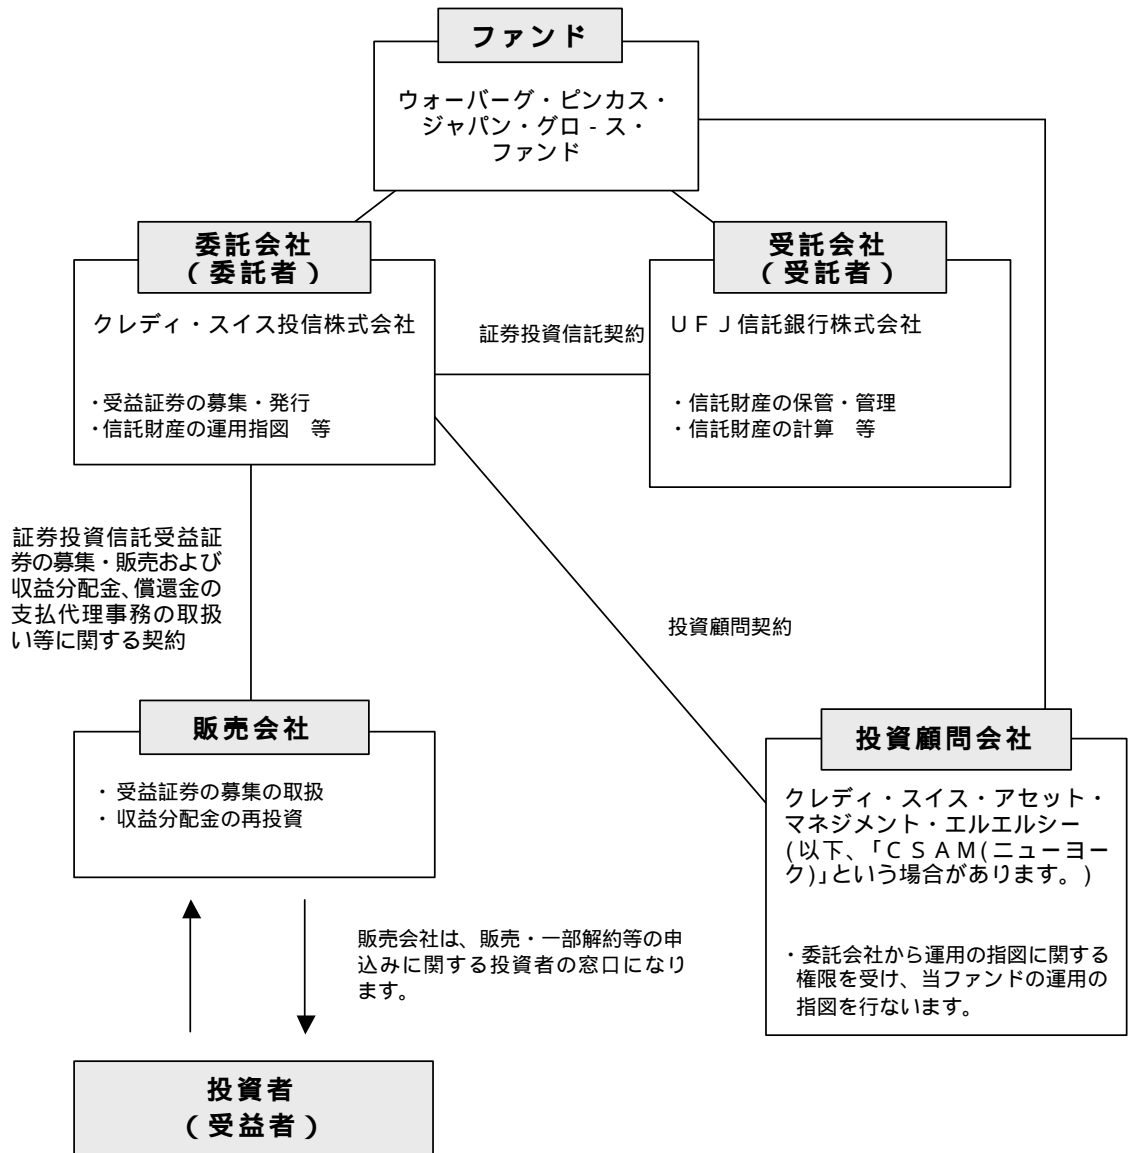 ファンド
ウォーバーグ・ピンカス・
ジャパン・グロ-ス・
ファンド
委託会社
(委託者)
クレディ・スイス投信株式会社
・受益証券の募集・発行
・信託財産の運用指図　等
証券投資信託契約
受託会社
(受託者)
ＵＦＪ信託銀行株式会社
・信託財産の保管・管理
・信託財産の計算　等
証券投資信託受益証
券の募集・販売および
収益分配金、償還金の
支払代理事務の取扱
い等に関する契約
投資顧問契約
販売会社
・ 受益証券の募集の取扱
・ 収益分配金の再投資
投資顧問会社
クレディ・スイス・アセット・
マネジメント・エルエルシー
(以下、「ＣＳＡＭ(ニューヨー
ク)」という場合があります。)
・委託会社から運用の指図に関する
権限を受け、当ファンドの運用の
指図を行ないます。
販売会社は、販売・一部解約等の申
込みに関する投資者の窓口になり
ます。
投資者
(受益者)